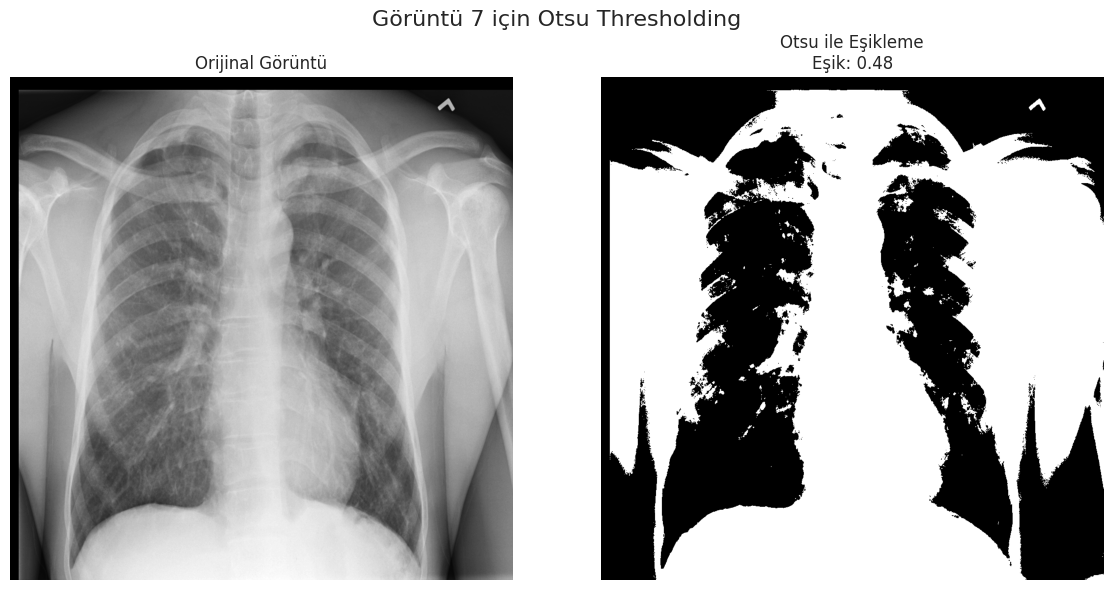 Görüntü 7 için Otsu Thresholding
Orijinal Görüntü
Otsu ile Eşikleme
Eşik: 0.48